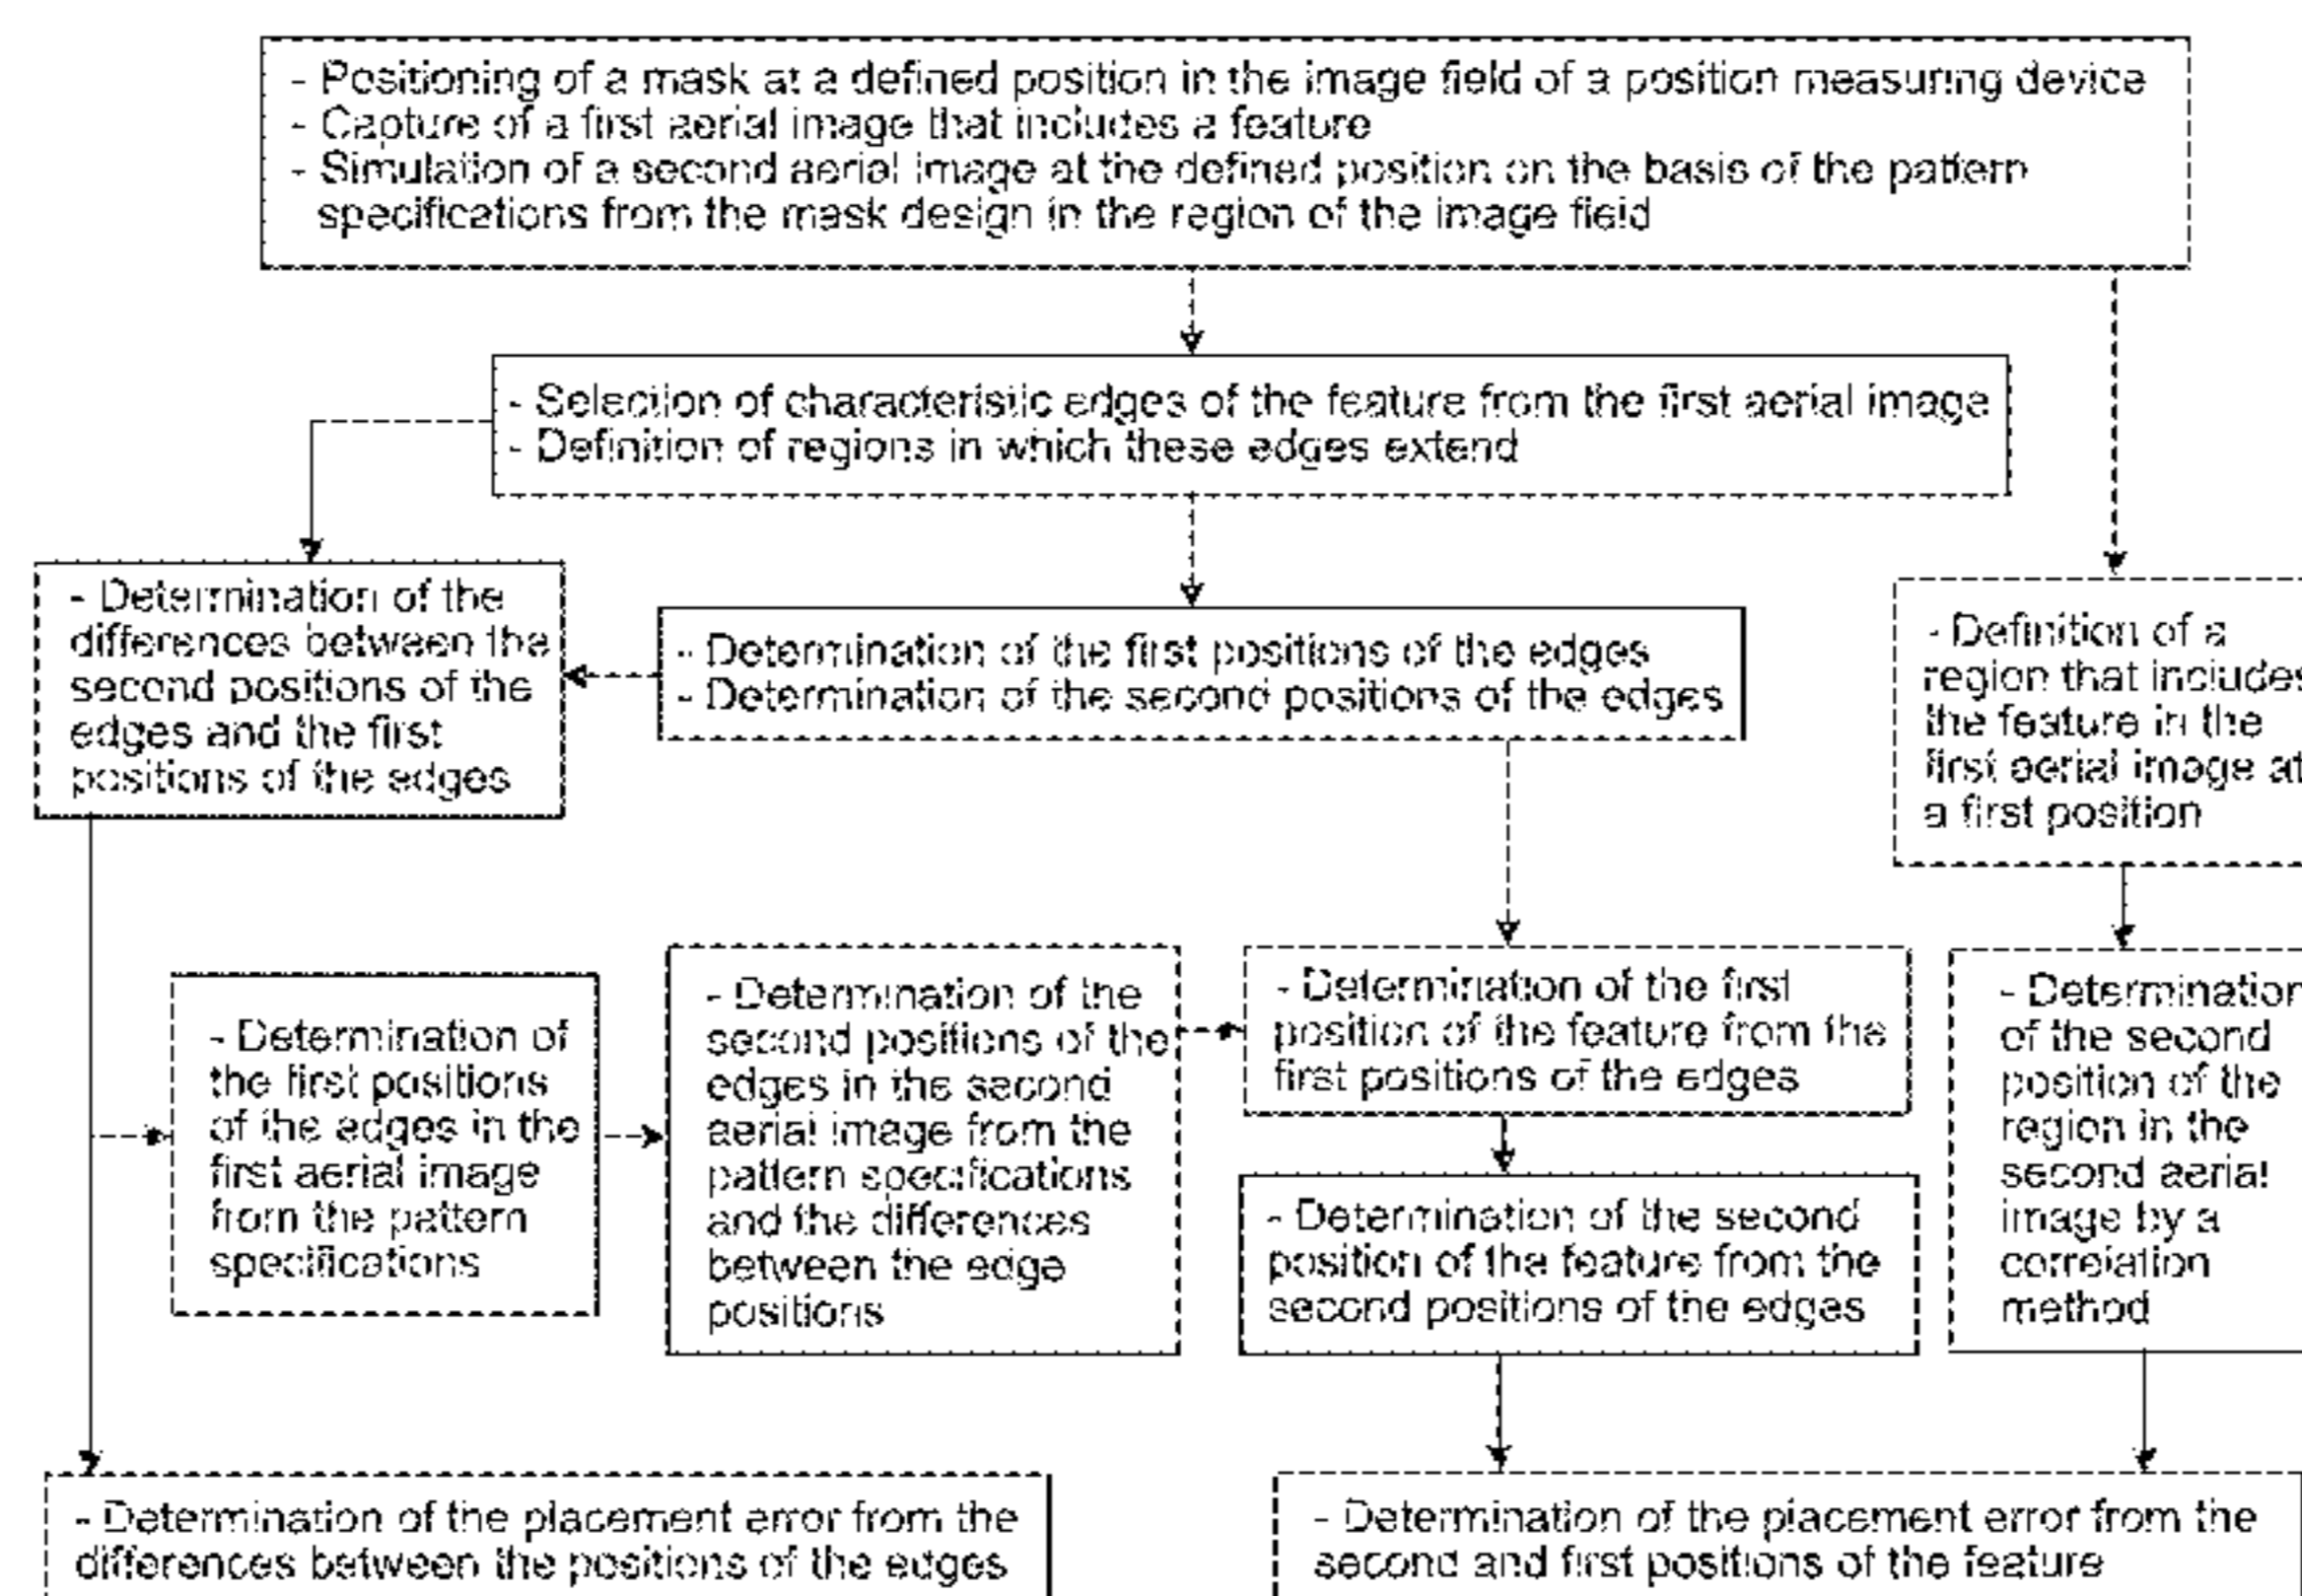 - Positioning of a mask at a defined position in the image field of a position measuring device
- Capture of a first aerial image that includes a feature
- Simulation of a second aerial image at the defined position on the basis of the pattern
specifications from the mask design in the region of the image field
- Selection of characteristic edges of the feature from the first aerial image
- Definition of regions in which these edges extend
- Determination of the
differences between the
second positions of the
edges and the first
positions of the edges
- Determination of the first positions of the edges
- Determination of the second positions of the edges
- Definition of a
region that includes
the feature in the
first aerial image at
a first position
- Determination of
the first positions
of the edges in the
first aerial image
from the pattern
specifications
- Determination of the
second positions of the
edges in the second
aerial image from the
pattern specifications
and the differences
between the edge
positions
- Determination of the first
position of the feature from the
first positions of the edges
- Determination of the second
position of the feature from the
second positions of the edges
- Determination
of the second
position of the
region in the
second aerial
image by a
correlation
method
- Determination of the placement error from the
differences between the positions of the edges
- Determination of the placement error from the
second and first positions of the feature